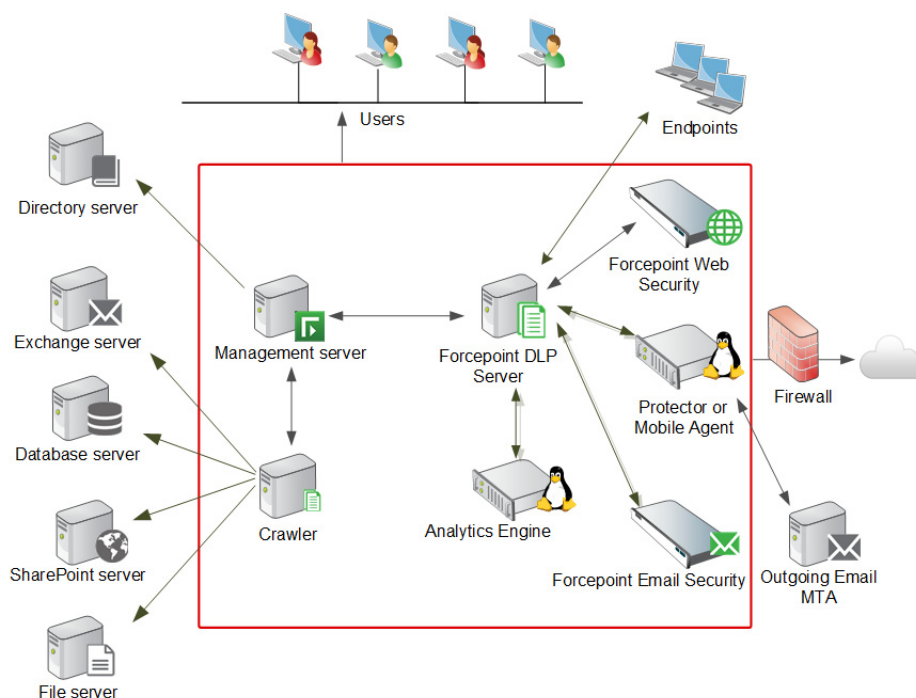 Users
Endpoints
Directory server
Forcepoint Web
Security
Exchange server
Management server
Forcepoint DLP
Server
Protector or
Mobile Agent
Firewall
Database server
Crawler
Analytics Engine
SharePoint server
Forcepoint Email Security
Outgoing Email
MTA
File server